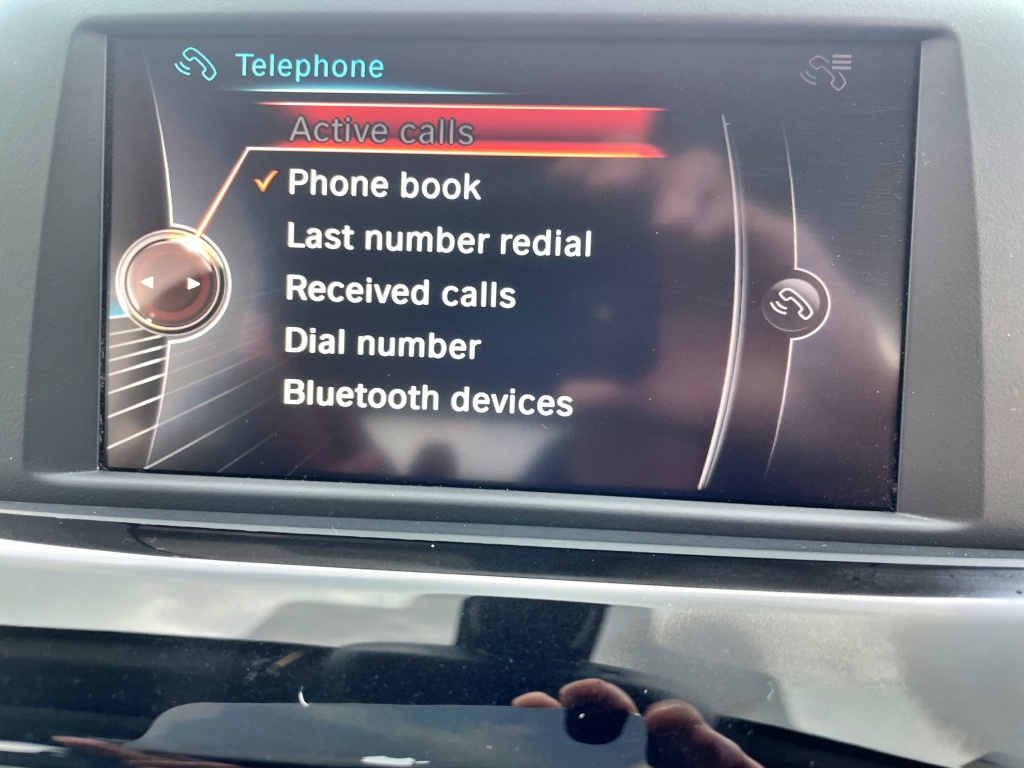 Telephone
Active calls
Phone book
Last number redial
Received calls
Dial number
Bluetooth devices